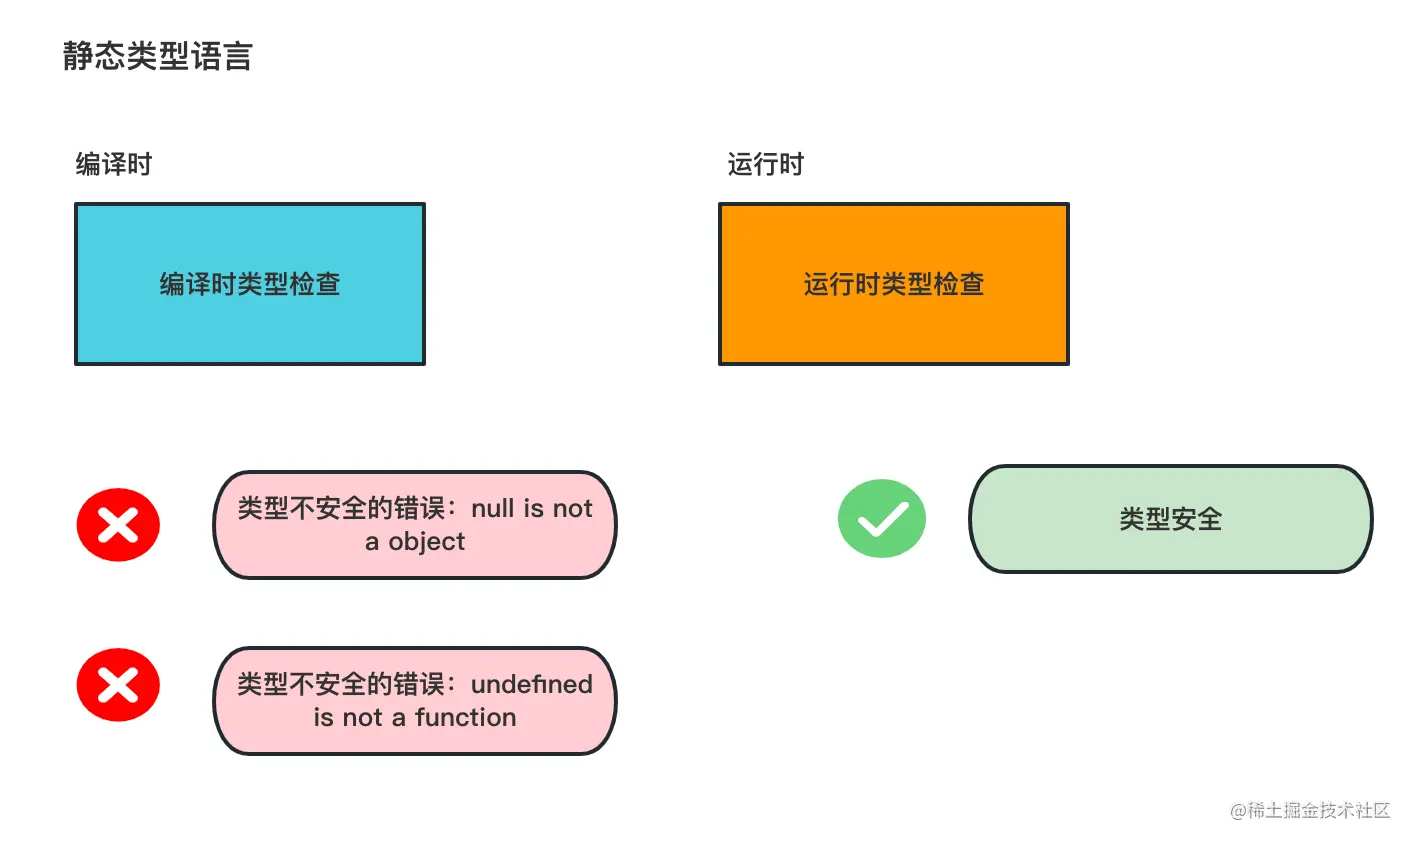 静态类型语言
编译时
运行时
编译时类型检查
运行时类型检查
类型不安全的错误：null is not
a object
类型安全
类型不安全的错误：undefined
is not a function
@稀土掘金技术社区